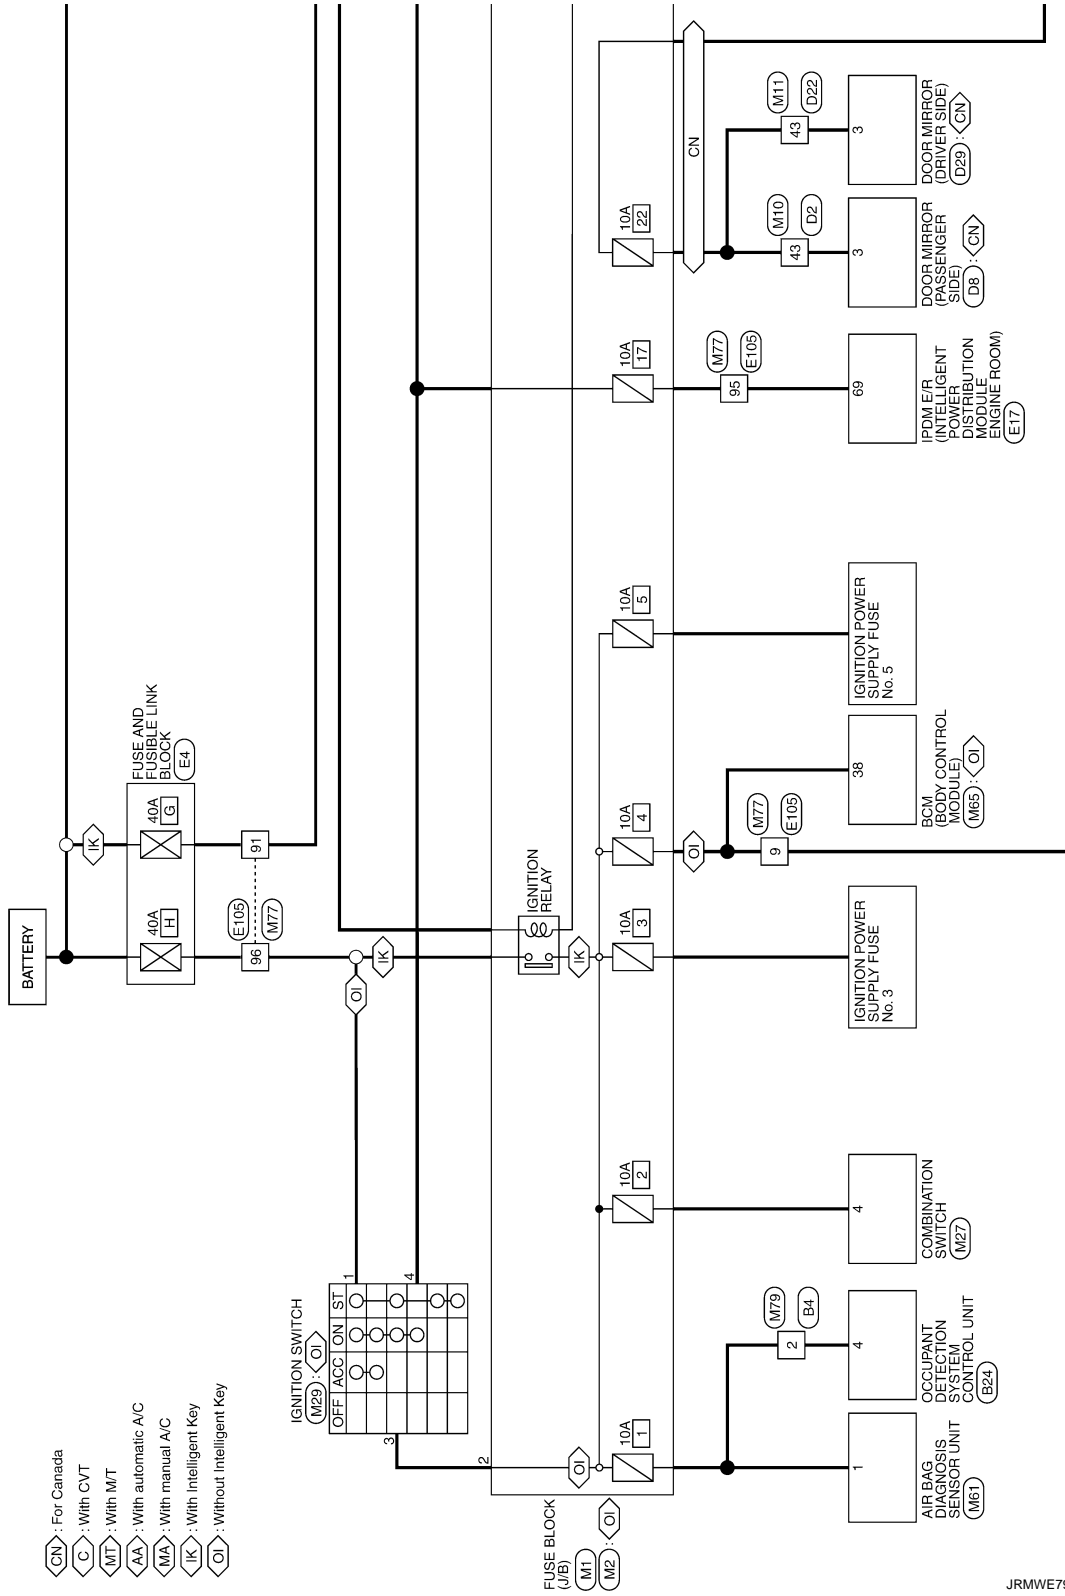 CN : For Canada
C : With CVT
MT : With M/T
AA : With automatic A/C
MA : With manual A/C
IK : With Intelligent Key
OI : Without Intelligent Key
BATTERY
40A
H
40A
G
FUSE AND
FUSIBLE LINK
BLOCK
E4
IK
96
91
E105
M77
OI
IK
IGNITION SWITCH
M29 : OI
OFF
ACC
ON
ST
1
4
3
2
IGNITION
RELAY
IK
OI
FUSE BLOCK
(J/B)
M1
M2 : OI
10A
1
10A
2
10A
3
10A
4
10A
5
10A
17
10A
22
OI
CN
M79
B4
2
M77
E105
9
M77
E105
95
M10
D2
43
M11
D22
43
1
AIR BAG
DIAGNOSIS
SENSOR UNIT
M61
4
OCCUPANT
DETECTION
SYSTEM
CONTROL UNIT
B24
4
COMBINATION
SWITCH
M27
IGNITION POWER
SUPPLY FUSE
No. 3
38
BCM
(BODY CONTROL
MODULE)
M65 : OI
IGNITION POWER
SUPPLY FUSE
No. 5
69
IPDM E/R
(INTELLIGENT
POWER
DISTRIBUTION
MODULE
ENGINE ROOM)
E17
3
DOOR MIRROR
(PASSENGER
SIDE)
D8 : CN
3
DOOR MIRROR
(DRIVER SIDE)
D29 : CN
JRMWE79